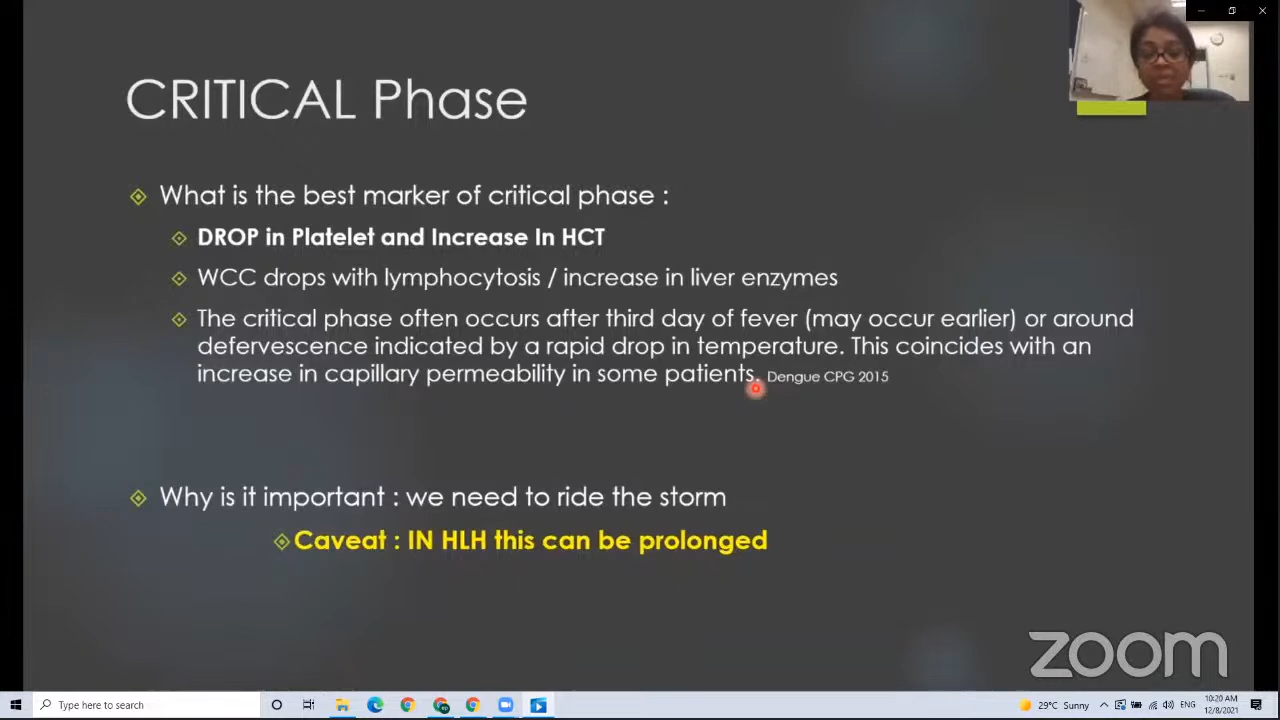 CRITICAL Phase
What is the best marker of critical phase :
DROP in Platelet and Increase In HCT
WCC drops with lymphocytosis / increase in liver enzymes
The critical phase often occurs after third day of fever (may occur earlier) or around
defervescence indicated by a rapid drop in temperature. This coincides with an
increase in capillary permeability in some patients. Dengue CPG 2015
Why is it important : we need to ride the storm
Caveat : IN HLH this can be prolonged
zoom
Type here to search
29°C Sunny
ENG
10:20 AM
12/8/2021